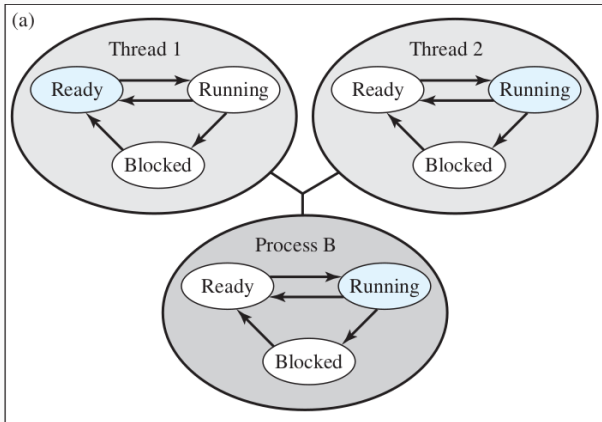 (a)
Thread 1
Ready
Running
Blocked
Thread 2
Ready
Running
Blocked
Process B
Ready
Running
Blocked